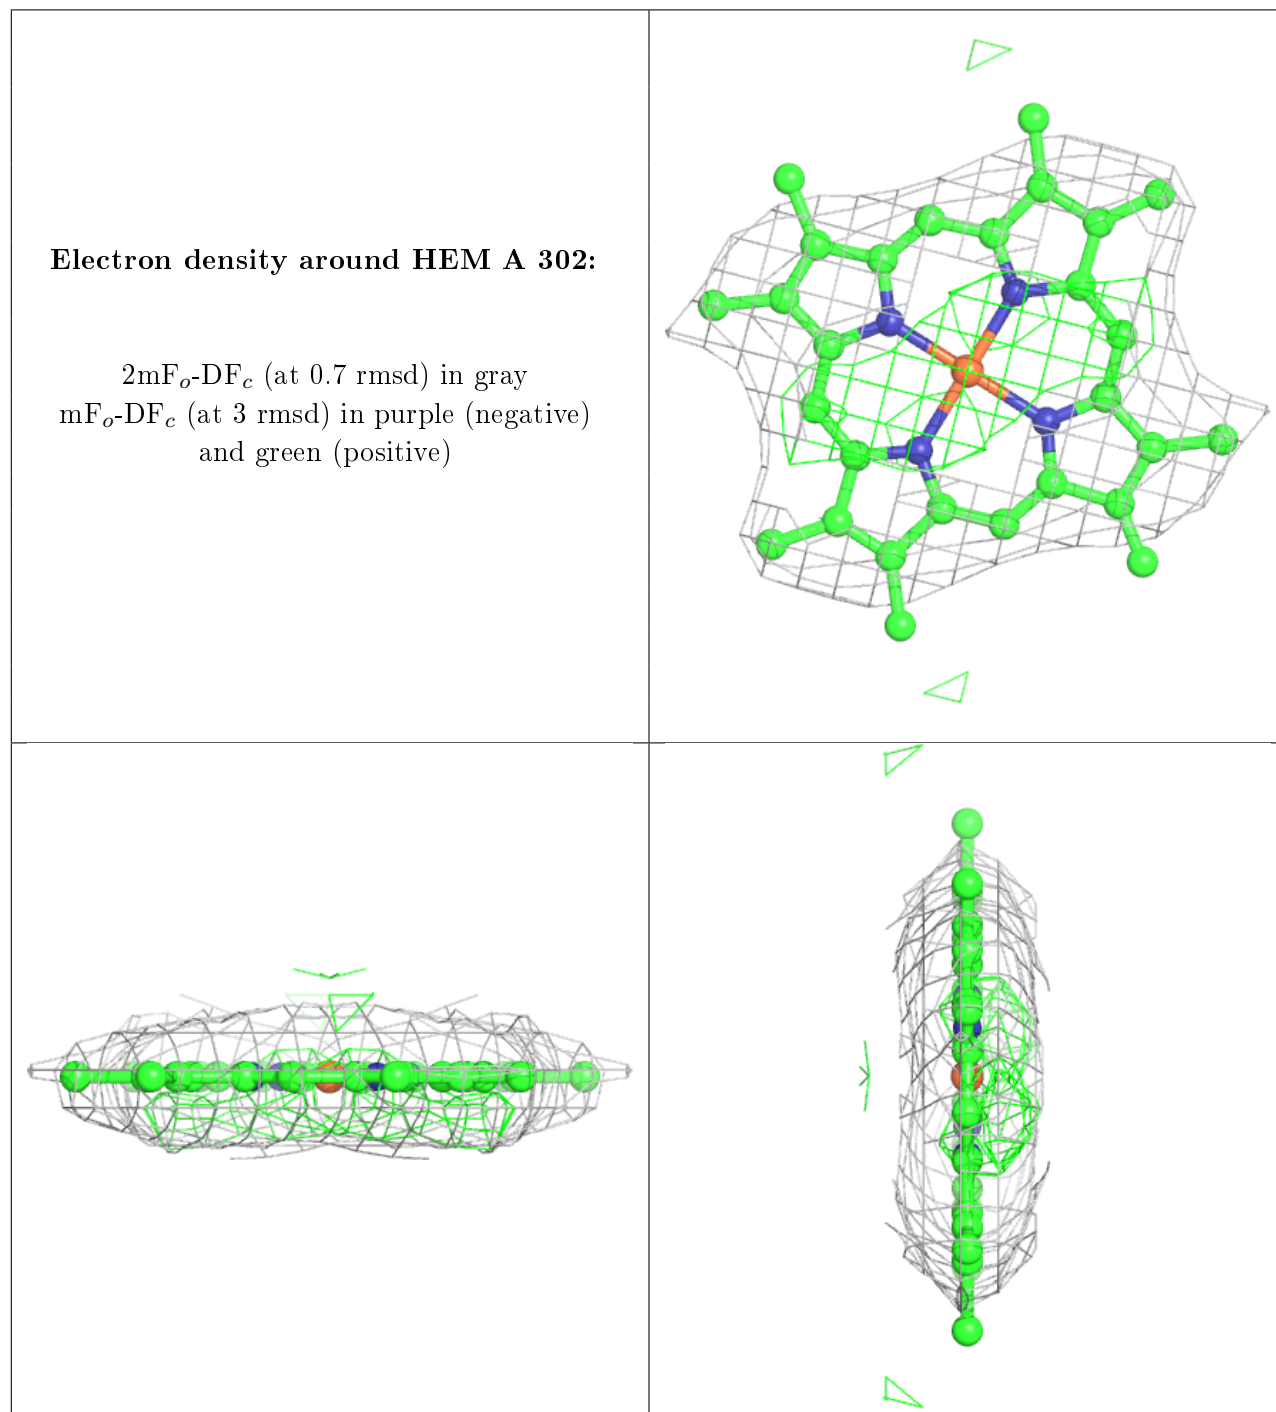 Electron density around HEM A 302:
2mFₒ-DF𝒸 (at 0.7 rmsd) in gray
mFₒ-DF𝒸 (at 3 rmsd) in purple (negative)
and green (positive)